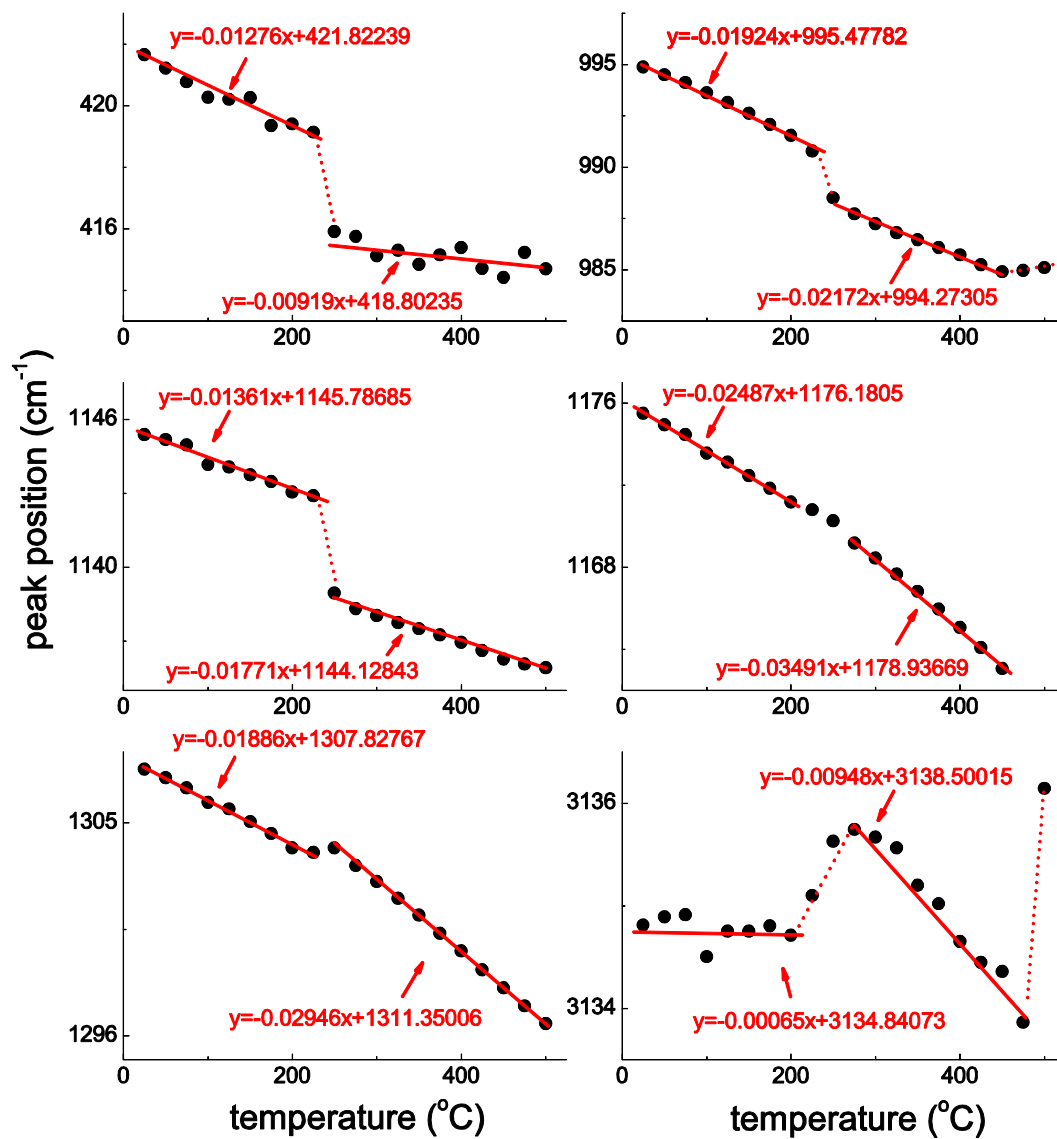 y=-0.01276x+421.82239
420
416
y=-0.00919x+418.80235
0 200 400
y=-0.01924x+995.47782
995
990
985
y=-0.02172x+994.27305
0 200 400
peak position (cm⁻¹)
y=-0.01361x+1145.78685
1146
1140
y=-0.01771x+1144.12843
0 200 400
y=-0.02487x+1176.1805
1176
1168
y=-0.03491x+1178.93669
0 200 400
y=-0.01886x+1307.82767
1305
1296
y=-0.02946x+1311.35006
0 200 400
temperature (°C)
y=-0.00948x+3138.50015
3136
3134
y=-0.00065x+3134.84073
0 200 400
temperature (°C)